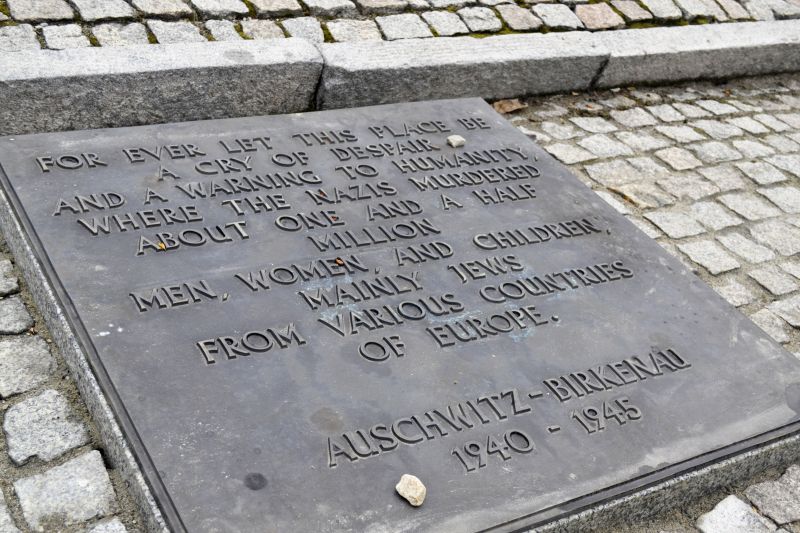 FOR EVER LET THIS PLACE BE
A CRY OF DESPAIR
AND A WARNING TO HUMANITY,
WHERE THE NAZIS MURDERED
ABOUT ONE AND A HALF
MILLION
MEN, WOMEN, AND CHILDREN,
MAINLY JEWS
FROM VARIOUS COUNTRIES
OF EUROPE.
AUSCHWITZ-BIRKENAU
1940 - 1945